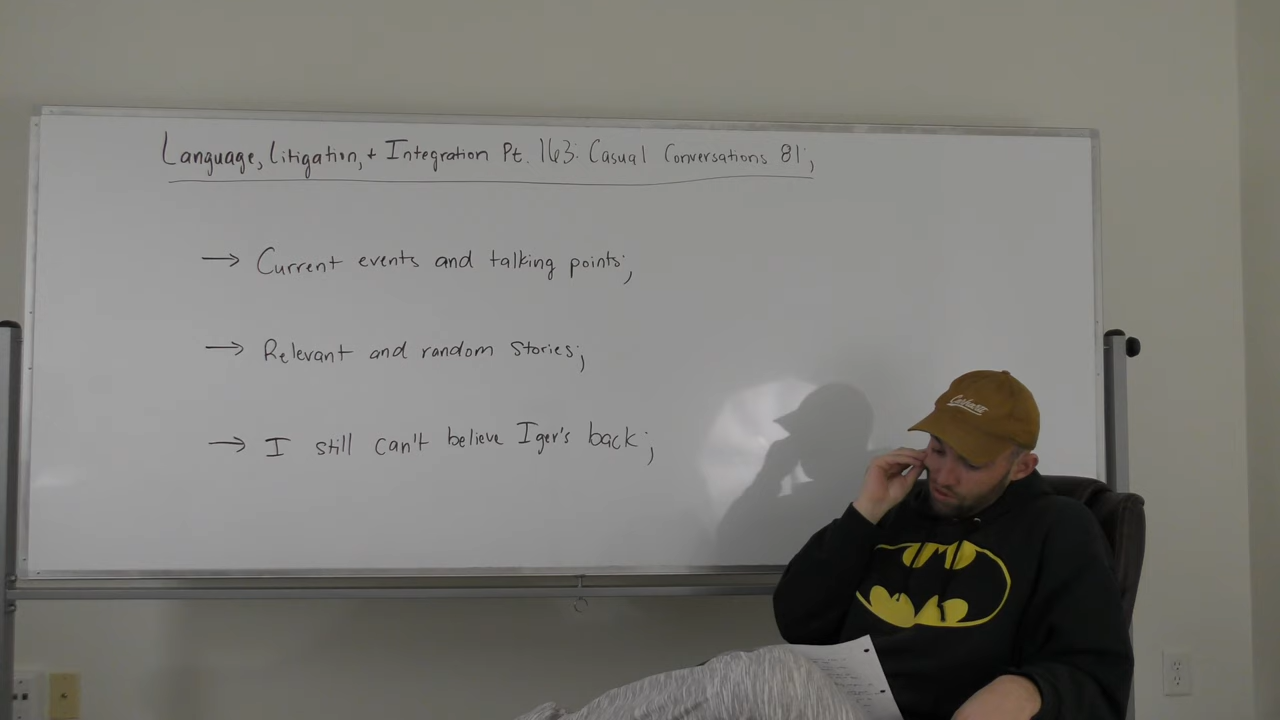 Language, Litigation, + Integration Pt. 163: Casual Conversations 81;
→ Current events and talking points;
→ Relevant and random stories;
→ I still can't believe Iger's back;
Carhartt